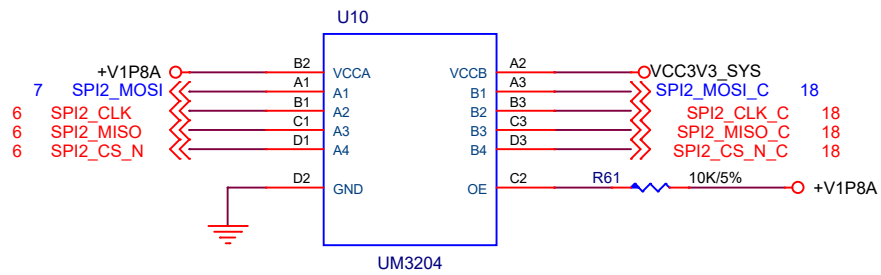 U10
+V1P8A B2 VCCA VCCB A2 VCC3V3_SYS
7 SPI2_MOSI A1 A1 B1 A3 SPI2_MOSI_C 18
6 SPI2_CLK B1 A2 B2 B3 SPI2_CLK_C 18
6 SPI2_MISO C1 A3 B3 C3 SPI2_MISO_C 18
6 SPI2_CS_N D1 A4 B4 D3 SPI2_CS_N_C 18
D2 GND OE C2 R61 10K/5% +V1P8A
UM3204